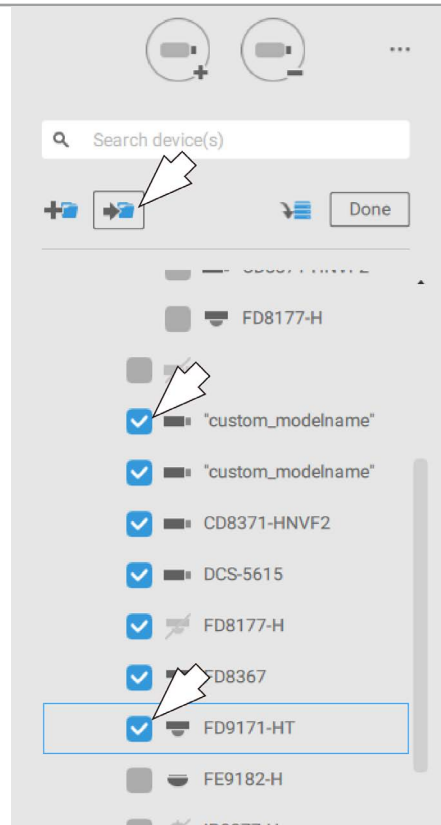 Search device(s)
Done
FD8177-H
"custom_modelname"
"custom_modelname"
CD8371-HNVF2
DCS-5615
FD8177-H
FD8367
FD9171-HT
FE9182-H